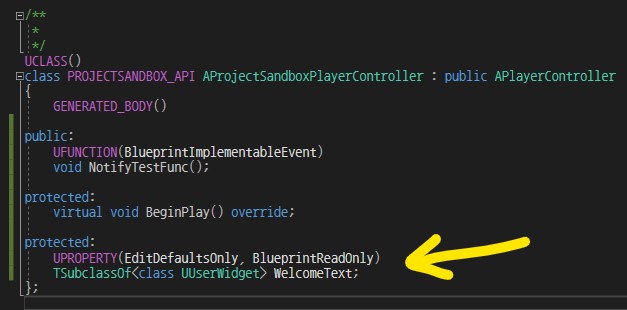 /**
 *
 */
UCLASS()
class PROJECTSANDBOX_API AProjectSandboxPlayerController : public APlayerController
{
    GENERATED_BODY()

public:
    UFUNCTION(BlueprintImplementableEvent)
    void NotifyTestFunc();

protected:
    virtual void BeginPlay() override;

protected:
    UPROPERTY(EditDefaultsOnly, BlueprintReadOnly)
    TSubclassOf<class UUserWidget> WelcomeText;
};